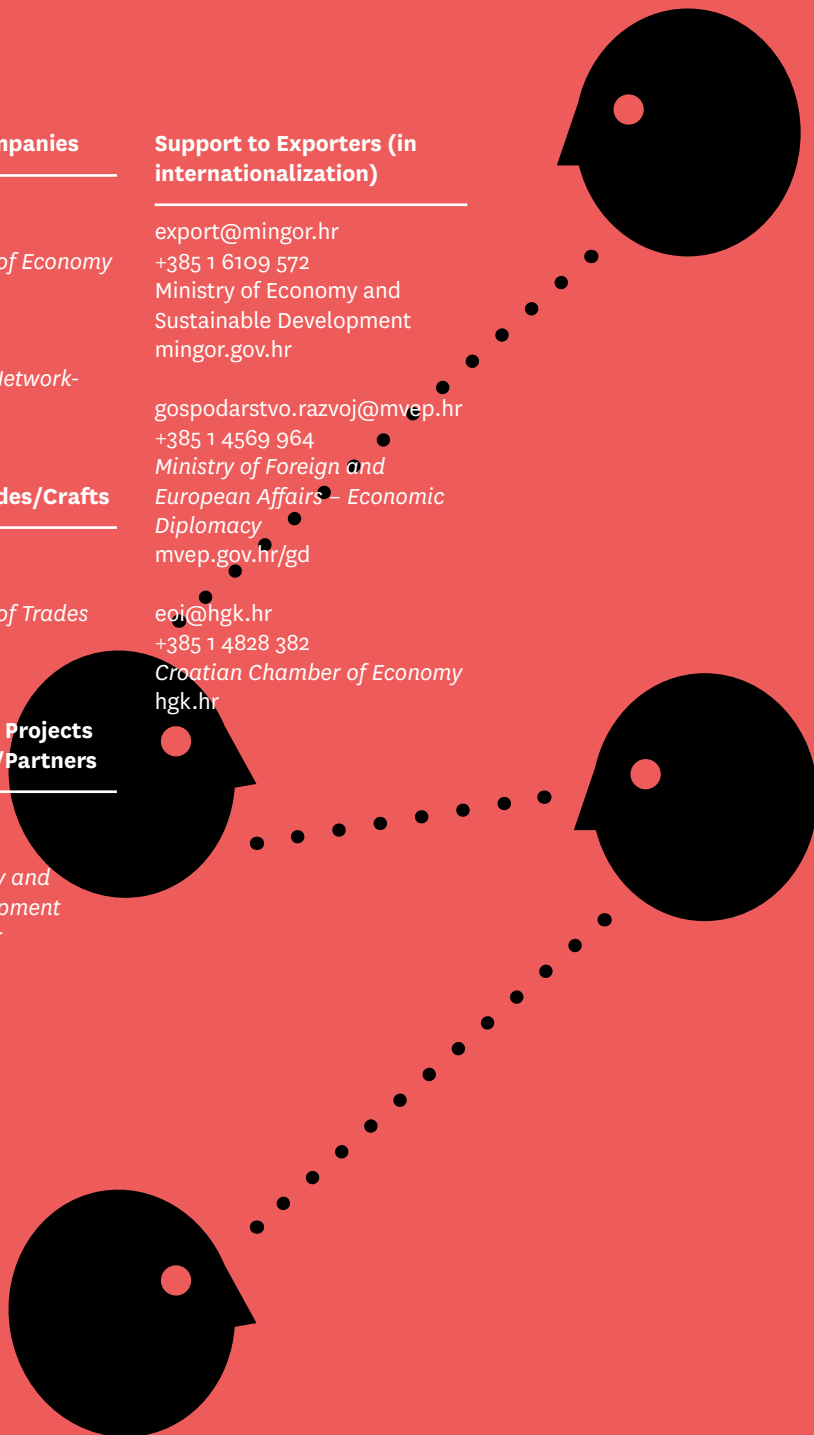 mpanies
of Economy
Network-
des/Crafts
of Trades
Projects
/Partners
y and
pment
Support to Exporters (in
internationalization)
export@mingor.hr
+385 1 6109 572
Ministry of Economy and
Sustainable Development
mingor.gov.hr
gospodarstvo.razvoj@mvep.hr
+385 1 4569 964
Ministry of Foreign and
European Affairs – Economic
Diplomacy
mvep.gov.hr/gd
eoi@hgk.hr
+385 1 4828 382
Croatian Chamber of Economy
hgk.hr